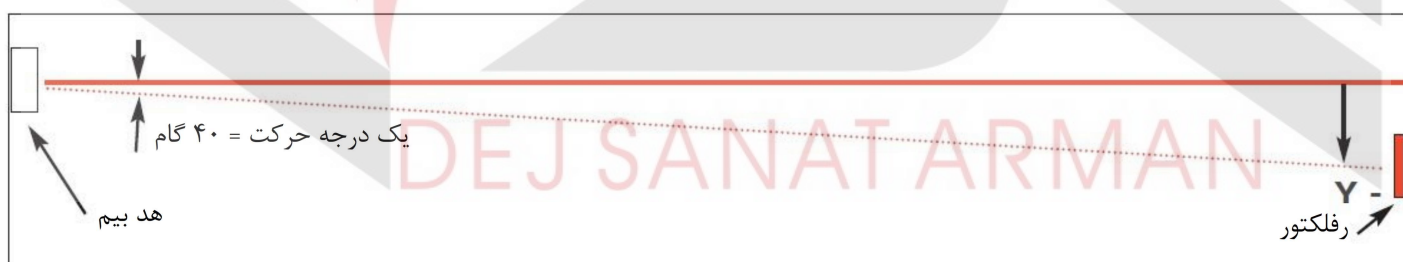 یک درجه حرکت = ۴۰ گام
DEJ SANAT ARMAN
Y -
هد بیم
رفلکتور